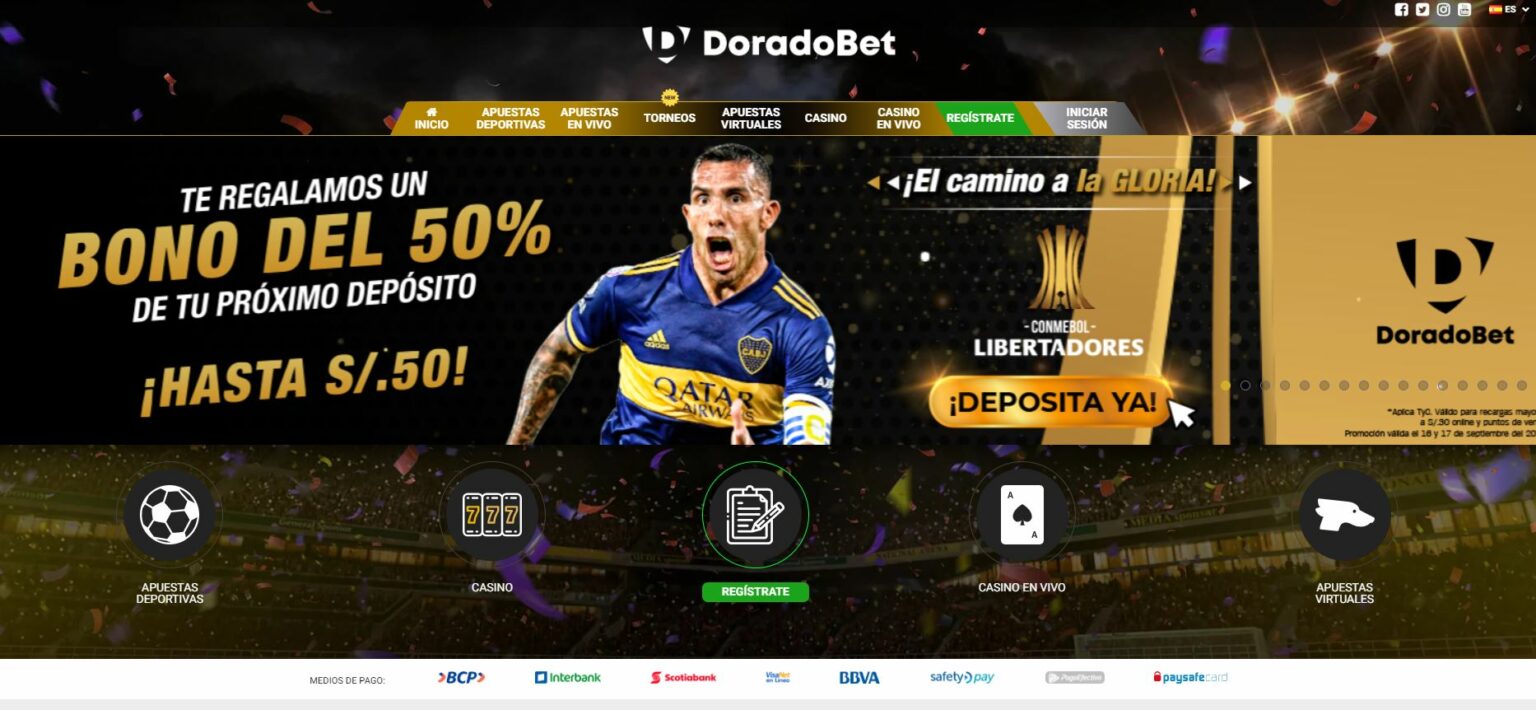 ES
DoradoBet
NEW
INICIO
APUESTAS
DEPORTIVAS
APUESTAS
EN VIVO
TORNEOS
APUESTAS
VIRTUALES
CASINO
CASINO
EN VIVO
REGÍSTRATE
INICIAR
SESIÓN
TE REGALAMOS UN
BONO DEL 50%
DE TU PRÓXIMO DEPÓSITO
¡HASTA S/.50!
adidas
C.A.B.J
QATAR
AIRWAYS
¡El camino a la GLORIA!
- CONMEBOL -
LIBERTADORES
¡DEPOSITA YA!
DoradoBet
*Aplica TyC. Válido para recargas mayo
a S/.30 online y puntos de ver
Promoción válida el 16 y 17 de septiembre del 20
777
A
A
APUESTAS
DEPORTIVAS
CASINO
REGÍSTRATE
CASINO EN VIVO
APUESTAS
VIRTUALES
MEDIOS DE PAGO:
BCP
Interbank
Scotiabank
VisaNet
en Línea
BBVA
safetypay
PagoEfectivo
paysafecard